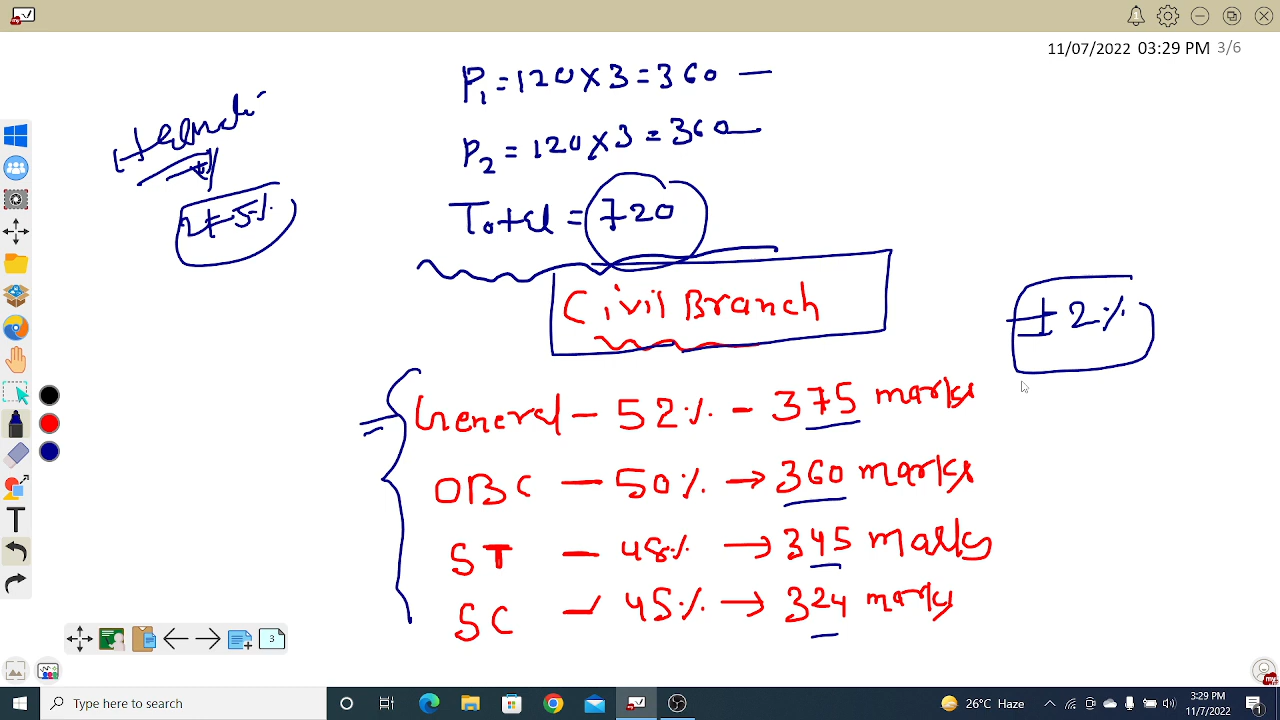 11/07/2022 03:29 PM 3/6
P1 = 120 x 3 = 360 —
P2 = 120 x 3 = 360 —
Total = 720
Civil Branch
± 2%
General – 52% – 375 marks
OBC – 50% → 360 marks
ST – 48% → 345 marks
SC – 45% → 324 marks
T
3
Type here to search
26°C Haze
3:29 PM
11/7/2022